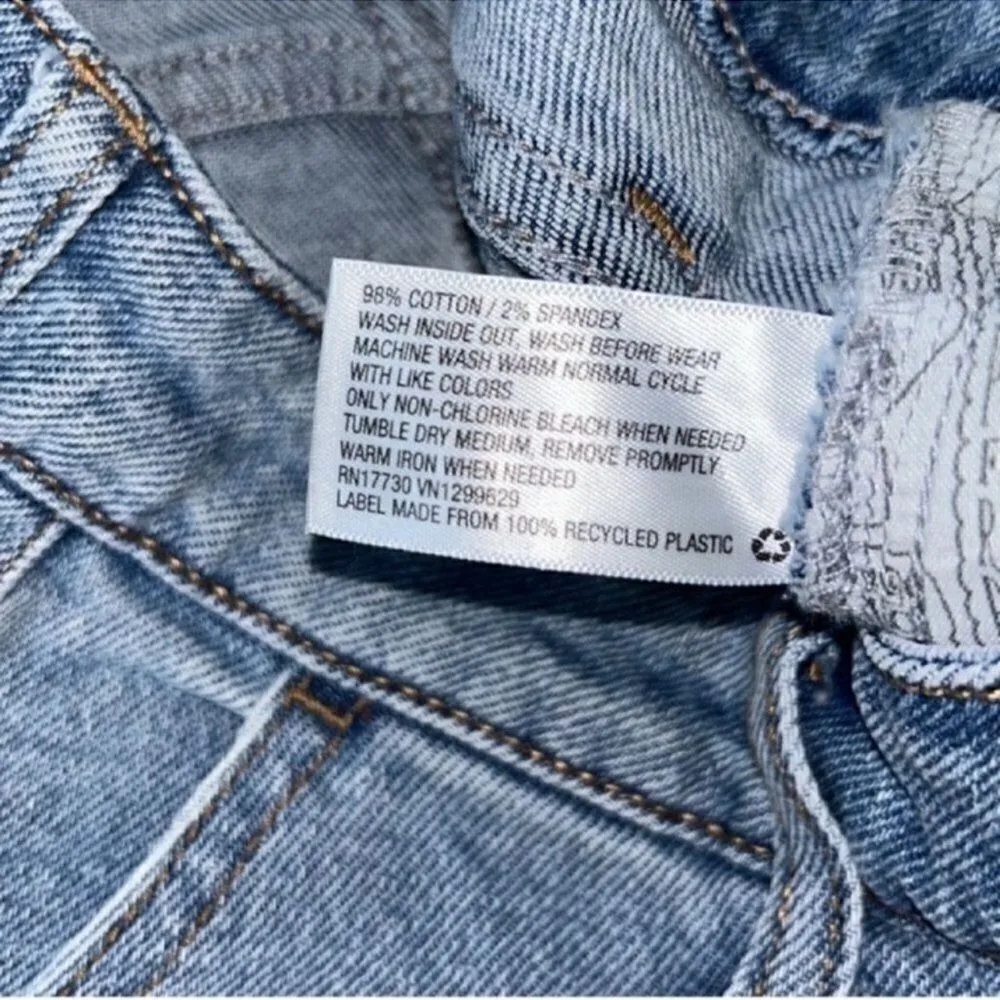 98% COTTON / 2% SPANDEX
WASH INSIDE OUT, WASH BEFORE WEAR
MACHINE WASH WARM NORMAL CYCLE
WITH LIKE COLORS
ONLY NON-CHLORINE BLEACH WHEN NEEDED
TUMBLE DRY MEDIUM, REMOVE PROMPTLY
WARM IRON WHEN NEEDED
RN17730 VN1299629
LABEL MADE FROM 100% RECYCLED PLASTIC